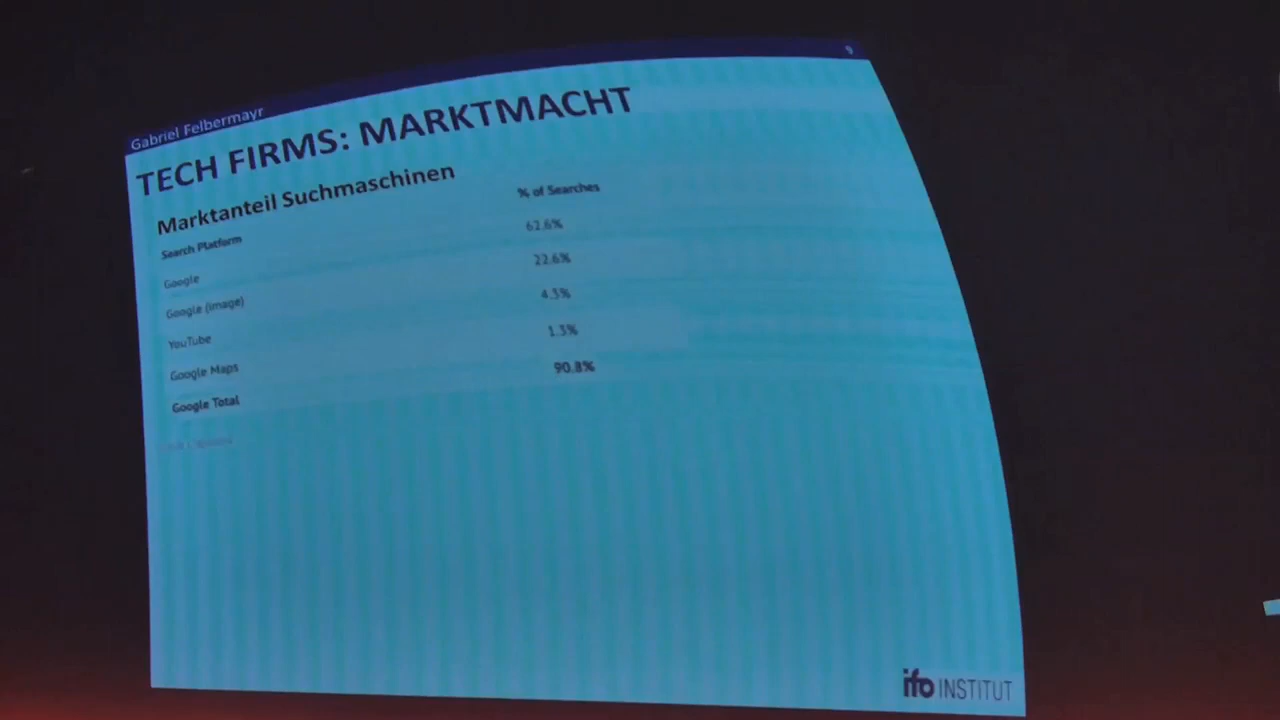 Gabriel Felbermayr
9
TECH FIRMS: MARKTMACHT
Marktanteil Suchmaschinen
Search Platform % of Searches
Google 62.6%
Google (Image) 22.6%
YouTube 4.3%
Google Maps 1.3%
Google Total 90.8%
ifo INSTITUT